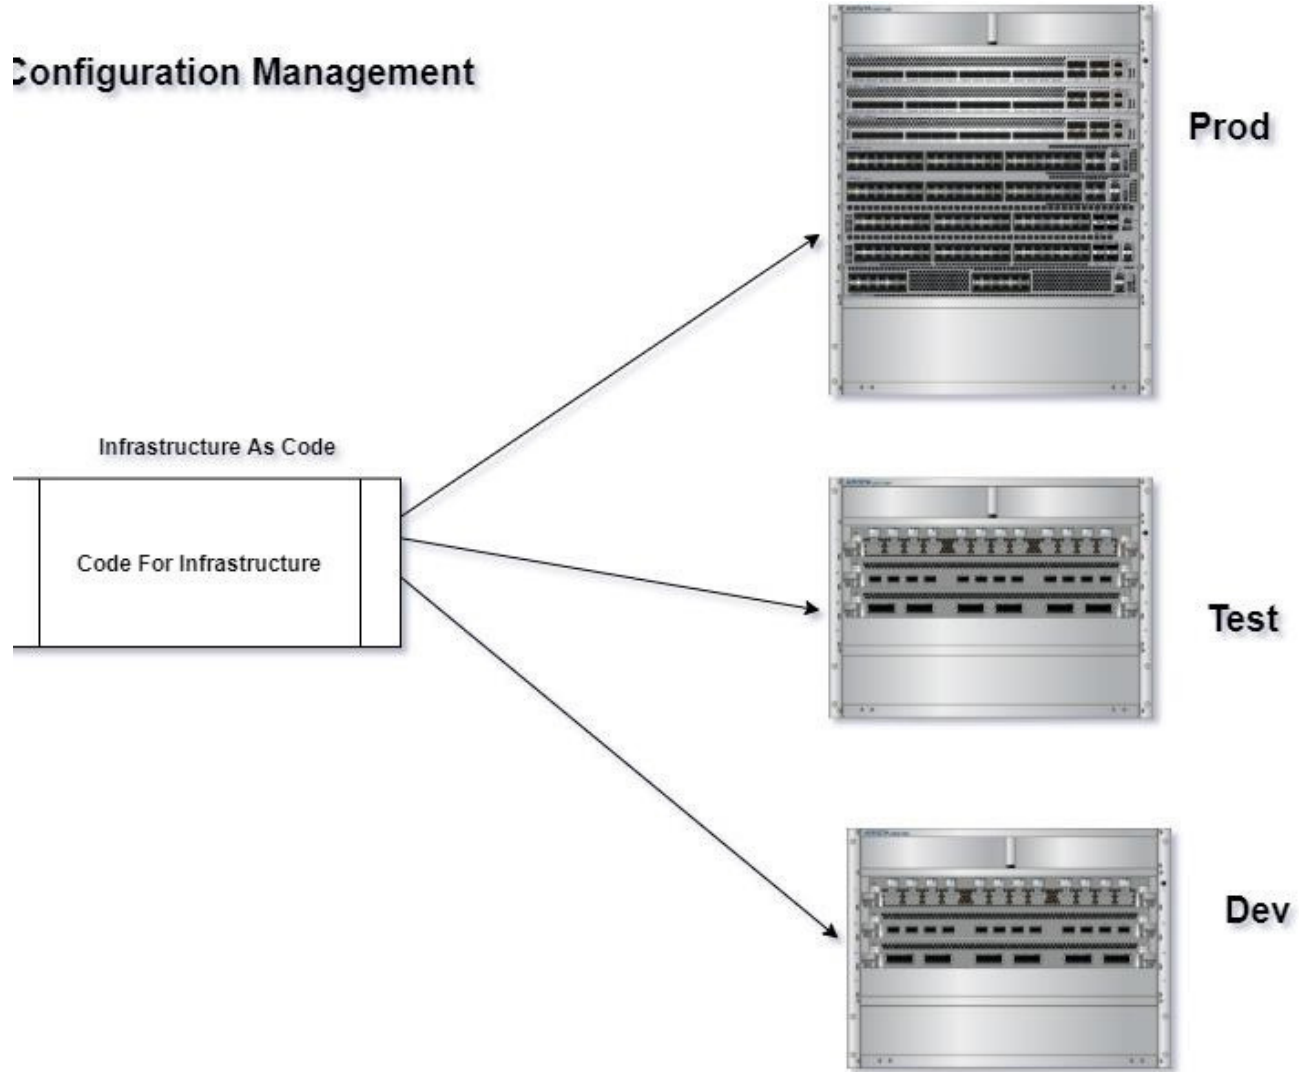 Configuration Management
Prod
Infrastructure As Code
Code For Infrastructure
Test
Dev